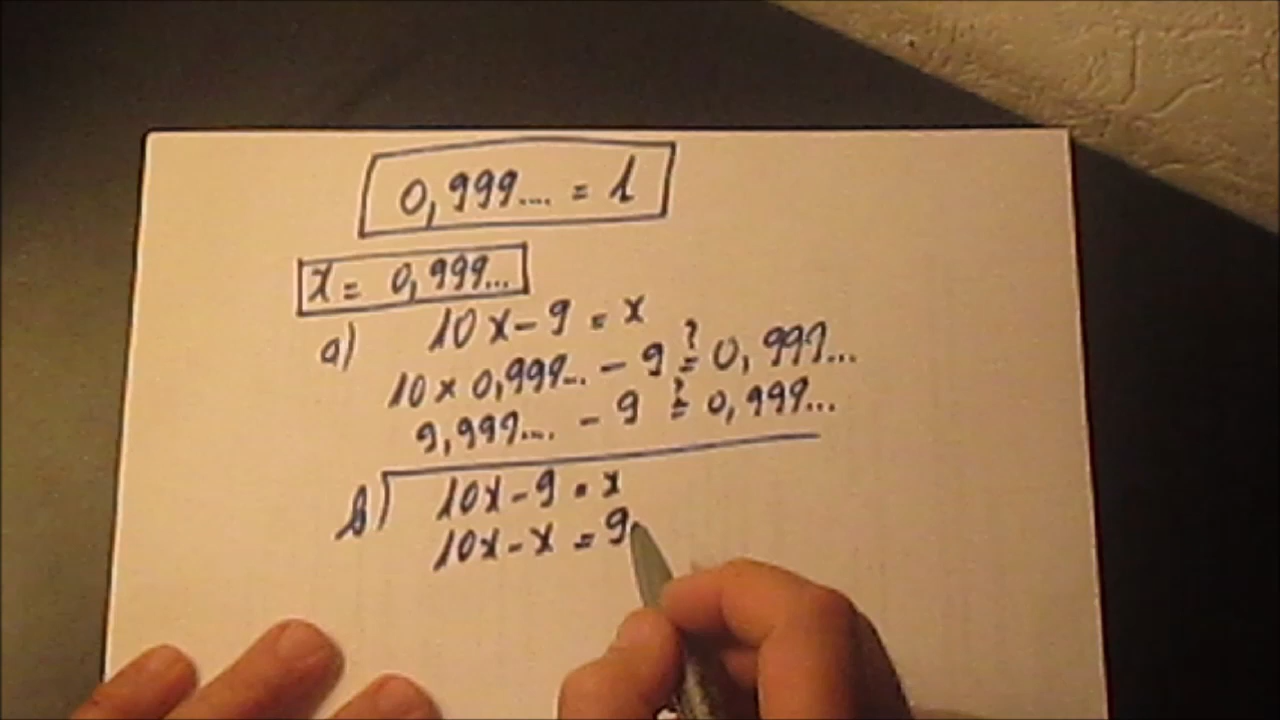 0,999.... = 1
x = 0,999...
a) 10x - 9 = x
10 x 0,999... - 9 ≟ 0,999...
9,999.... - 9 ≟ 0,999...
b) 10x - 9 = x
10x - x = 9